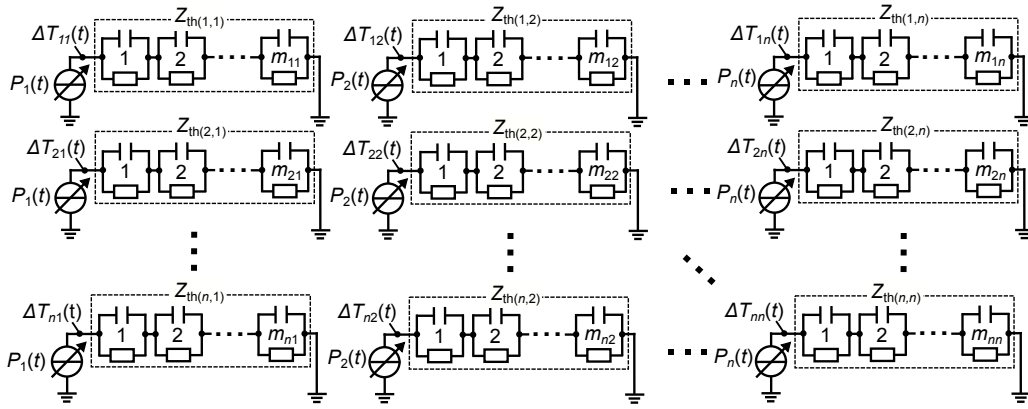 Zth(1,1) Zth(1,2) Zth(1,n)
ΔT11(t) ΔT12(t) ΔT1n(t)
1 2 m11 1 2 m12 1 2 m1n
P1(t) P2(t) Pn(t)
Zth(2,1) Zth(2,2) Zth(2,n)
ΔT21(t) ΔT22(t) ΔT2n(t)
1 2 m21 1 2 m22 1 2 m2n
P1(t) P2(t) Pn(t)
Zth(n,1) Zth(n,2) Zth(n,n)
ΔTn1(t) ΔTn2(t) ΔTnn(t)
1 2 mn1 1 2 mn2 1 2 mnn
P1(t) P2(t) Pn(t)